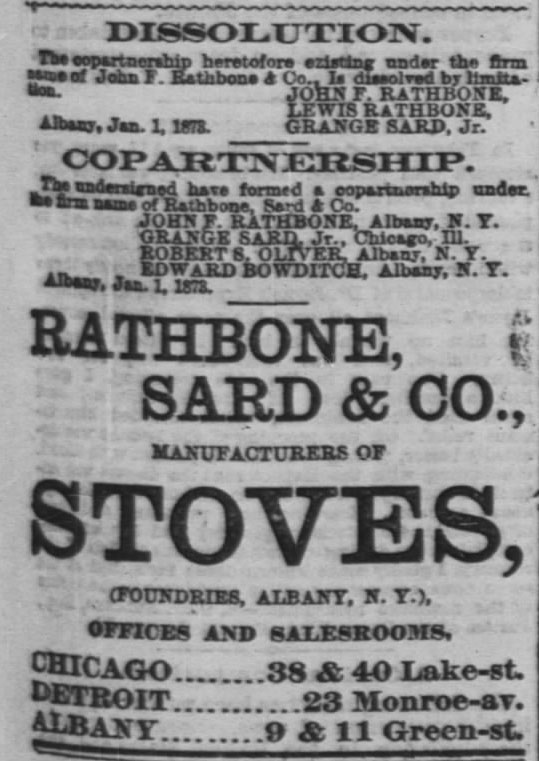 DISSOLUTION.
The copartnership heretofore existing under the firm
name of John F. Rathbone & Co., is dissolved by limita-
tion.
JOHN F. RATHBONE,
LEWIS RATHBONE,
Albany, Jan. 1, 1873. GRANGE SARD, Jr.
COPARTNERSHIP.
The undersigned have formed a copartnership under
the firm name of Rathbone, Sard & Co.
JOHN F. RATHBONE, Albany, N. Y.
GRANGE SARD, Jr., Chicago, Ill.
ROBERT S. OLIVER, Albany, N. Y.
EDWARD BOWDITCH, Albany, N. Y.
Albany, Jan. 1, 1873.
RATHBONE,
SARD & CO.,
MANUFACTURERS OF
STOVES,
(FOUNDRIES, ALBANY, N. Y.),
OFFICES AND SALESROOMS,
CHICAGO........38 & 40 Lake-st.
DETROIT...........23 Monroe-av.
ALBANY.........9 & 11 Green-st.